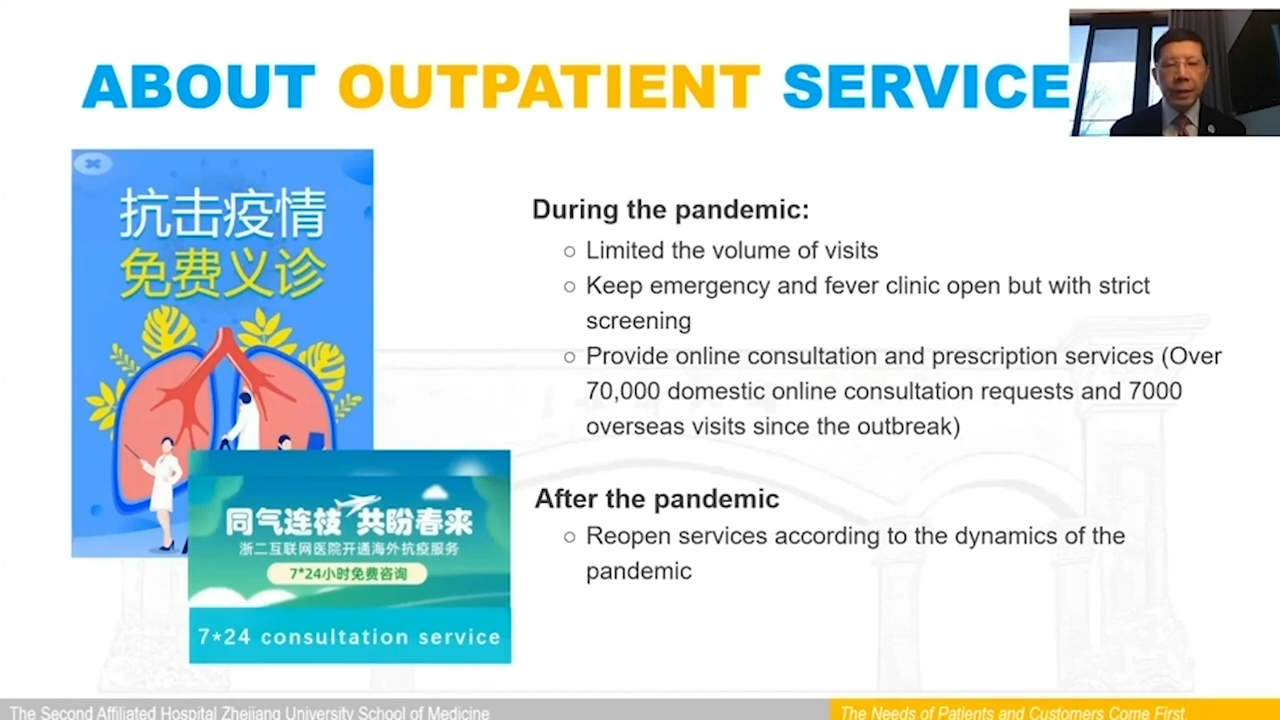 ABOUT OUTPATIENT SERVICE
抗击疫情
免费义诊
During the pandemic:
○ Limited the volume of visits
○ Keep emergency and fever clinic open but with strict
screening
○ Provide online consultation and prescription services (Over
70,000 domestic online consultation requests and 7000
overseas visits since the outbreak)
同气连枝 共盼春来
浙二互联网医院开通海外抗疫服务
7*24小时免费咨询
7*24 consultation service
After the pandemic
○ Reopen services according to the dynamics of the
pandemic
The Second Affiliated Hospital Zhejiang University School of Medicine
The Needs of Patients and Customers Come First